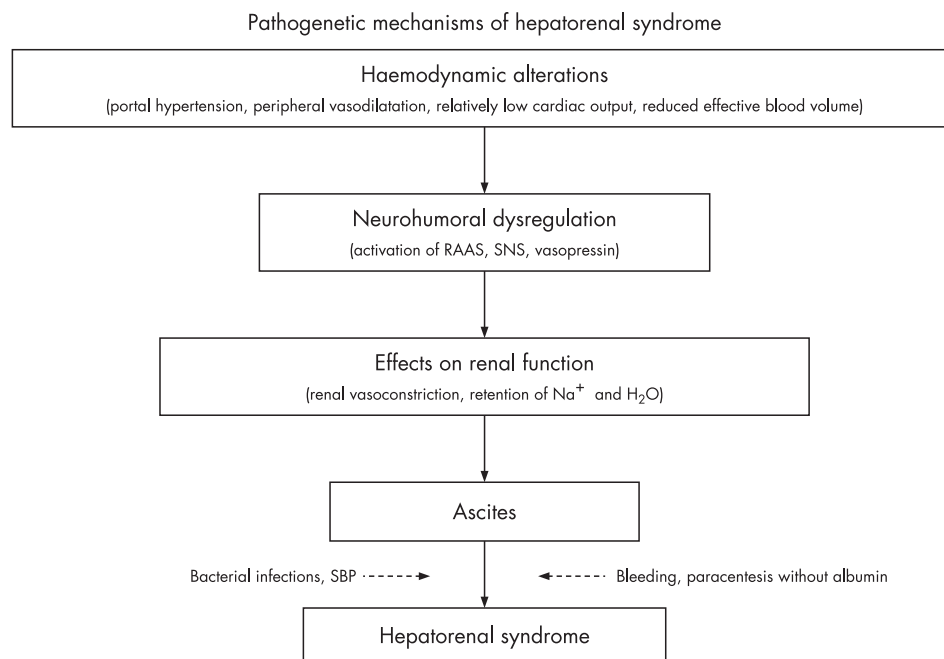 Pathogenetic mechanisms of hepatorenal syndrome
Haemodynamic alterations
(portal hypertension, peripheral vasodilatation, relatively low cardiac output, reduced effective blood volume)
Neurohumoral dysregulation
(activation of RAAS, SNS, vasopressin)
Effects on renal function
(renal vasoconstriction, retention of Na⁺ and H₂O)
Ascites
Bacterial infections, SBP
Bleeding, paracentesis without albumin
Hepatorenal syndrome